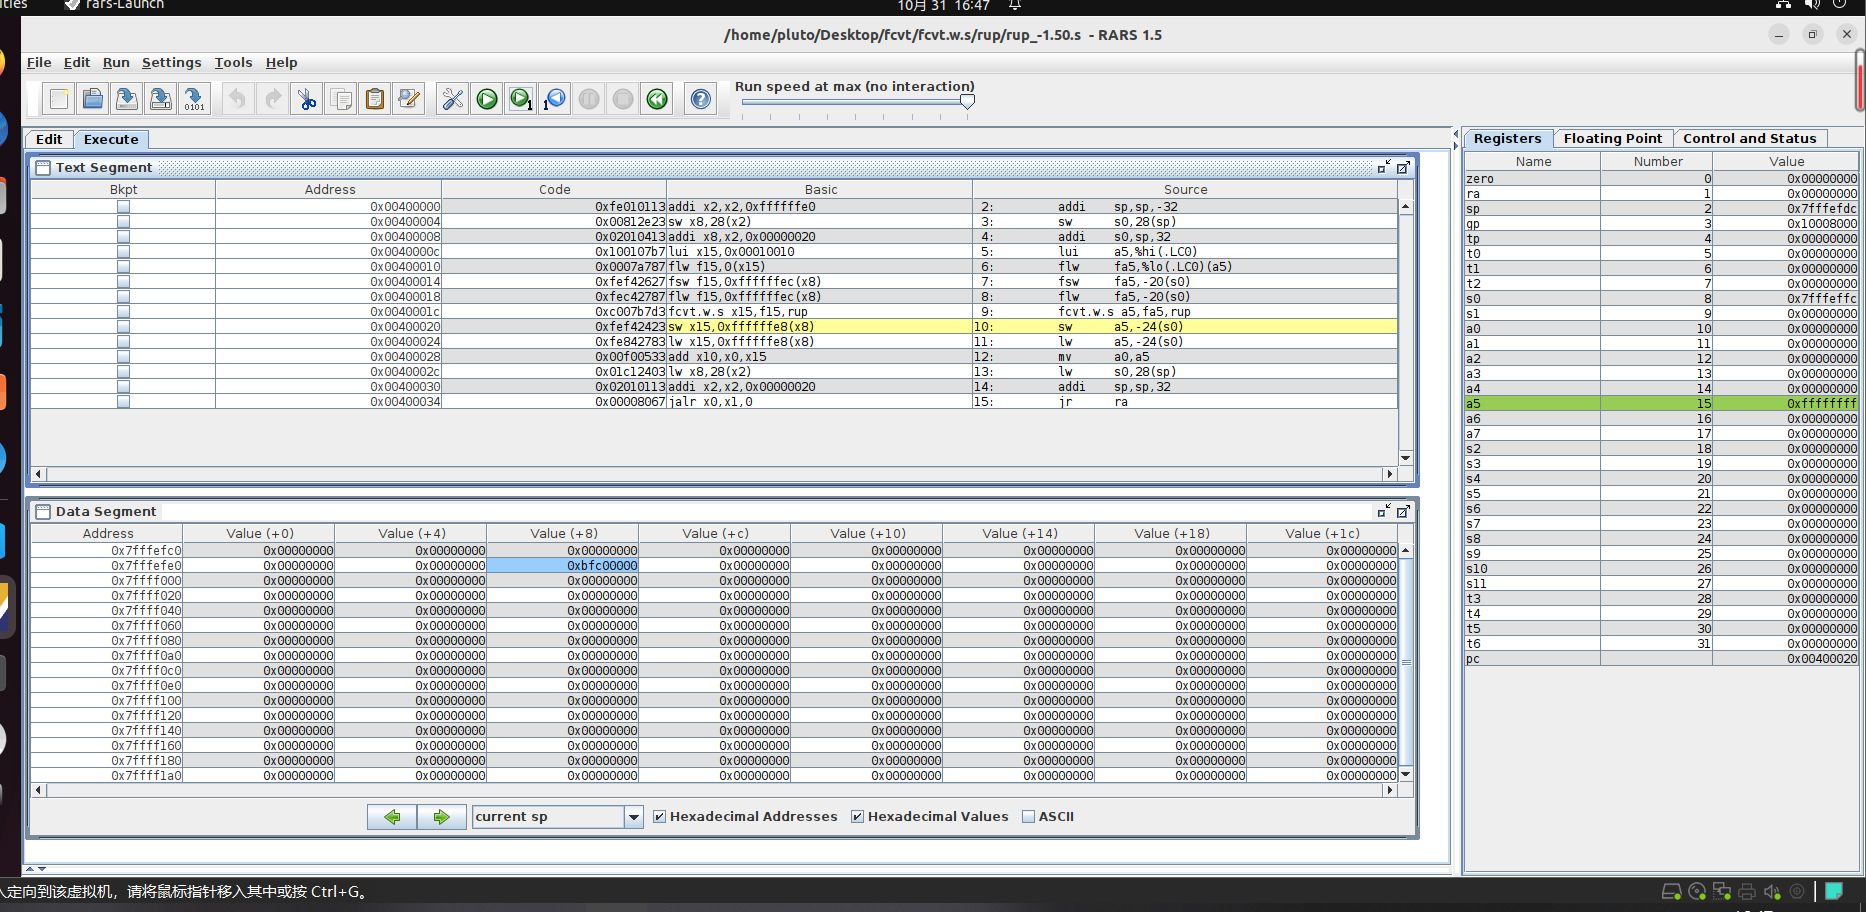 rars-Launch
10月 31 16:47
/home/pluto/Desktop/fcvt/fcvt.w.s/rup/rup_-1.50.s - RARS 1.5
File Edit Run Settings Tools Help
Run speed at max (no interaction)
Edit Execute
Text Segment
Bkpt Address Code Basic Source
0x00400000 0xfe010113 addi x2,x2,0xffffffe0 2: addi sp,sp,-32
0x00400004 0x00812e23 sw x8,28(x2) 3: sw s0,28(sp)
0x00400008 0x02010413 addi x8,x2,0x00000020 4: addi s0,sp,32
0x0040000c 0x100107b7 lui x15,0x00010010 5: lui a5,%hi(.LC0)
0x00400010 0x0007a787 flw f15,0(x15) 6: flw fa5,%lo(.LC0)(a5)
0x00400014 0xfef42627 fsw f15,0xffffffec(x8) 7: fsw fa5,-20(s0)
0x00400018 0xfec42787 flw f15,0xffffffec(x8) 8: flw fa5,-20(s0)
0x0040001c 0xc007b7d3 fcvt.w.s x15,f15,rup 9: fcvt.w.s a5,fa5,rup
0x00400020 0xfef42423 sw x15,0xffffffe8(x8) 10: sw a5,-24(s0)
0x00400024 0xfe842783 lw x15,0xffffffe8(x8) 11: lw a5,-24(s0)
0x00400028 0x00f00533 add x10,x0,x15 12: mv a0,a5
0x0040002c 0x01c12403 lw x8,28(x2) 13: lw s0,28(sp)
0x00400030 0x02010113 addi x2,x2,0x00000020 14: addi sp,sp,32
0x00400034 0x00008067 jalr x0,x1,0 15: jr ra
Data Segment
Address Value (+0) Value (+4) Value (+8) Value (+c) Value (+10) Value (+14) Value (+18) Value (+1c)
0x7fffefc0 0x00000000 0x00000000 0x00000000 0x00000000 0x00000000 0x00000000 0x00000000 0x00000000
0x7fffefe0 0x00000000 0x00000000 0xbfc00000 0x00000000 0x00000000 0x00000000 0x00000000 0x00000000
0x7ffff000 0x00000000 0x00000000 0x00000000 0x00000000 0x00000000 0x00000000 0x00000000 0x00000000
0x7ffff020 0x00000000 0x00000000 0x00000000 0x00000000 0x00000000 0x00000000 0x00000000 0x00000000
0x7ffff040 0x00000000 0x00000000 0x00000000 0x00000000 0x00000000 0x00000000 0x00000000 0x00000000
0x7ffff060 0x00000000 0x00000000 0x00000000 0x00000000 0x00000000 0x00000000 0x00000000 0x00000000
0x7ffff080 0x00000000 0x00000000 0x00000000 0x00000000 0x00000000 0x00000000 0x00000000 0x00000000
0x7ffff0a0 0x00000000 0x00000000 0x00000000 0x00000000 0x00000000 0x00000000 0x00000000 0x00000000
0x7ffff0c0 0x00000000 0x00000000 0x00000000 0x00000000 0x00000000 0x00000000 0x00000000 0x00000000
0x7ffff0e0 0x00000000 0x00000000 0x00000000 0x00000000 0x00000000 0x00000000 0x00000000 0x00000000
0x7ffff100 0x00000000 0x00000000 0x00000000 0x00000000 0x00000000 0x00000000 0x00000000 0x00000000
0x7ffff120 0x00000000 0x00000000 0x00000000 0x00000000 0x00000000 0x00000000 0x00000000 0x00000000
0x7ffff140 0x00000000 0x00000000 0x00000000 0x00000000 0x00000000 0x00000000 0x00000000 0x00000000
0x7ffff160 0x00000000 0x00000000 0x00000000 0x00000000 0x00000000 0x00000000 0x00000000 0x00000000
0x7ffff180 0x00000000 0x00000000 0x00000000 0x00000000 0x00000000 0x00000000 0x00000000 0x00000000
0x7ffff1a0 0x00000000 0x00000000 0x00000000 0x00000000 0x00000000 0x00000000 0x00000000 0x00000000
current sp Hexadecimal Addresses Hexadecimal Values ASCII
Registers Floating Point Control and Status
Name Number Value
zero 0 0x00000000
ra 1 0x00000000
sp 2 0x7fffefdc
gp 3 0x10008000
tp 4 0x00000000
t0 5 0x00000000
t1 6 0x00000000
t2 7 0x00000000
s0 8 0x7fffeffc
s1 9 0x00000000
a0 10 0x00000000
a1 11 0x00000000
a2 12 0x00000000
a3 13 0x00000000
a4 14 0x00000000
a5 15 0xffffffff
a6 16 0x00000000
a7 17 0x00000000
s2 18 0x00000000
s3 19 0x00000000
s4 20 0x00000000
s5 21 0x00000000
s6 22 0x00000000
s7 23 0x00000000
s8 24 0x00000000
s9 25 0x00000000
s10 26 0x00000000
s11 27 0x00000000
t3 28 0x00000000
t4 29 0x00000000
t5 30 0x00000000
t6 31 0x00000000
pc 0x00400020
定向到该虚拟机，请将鼠标指针移入其中或按 Ctrl+G。